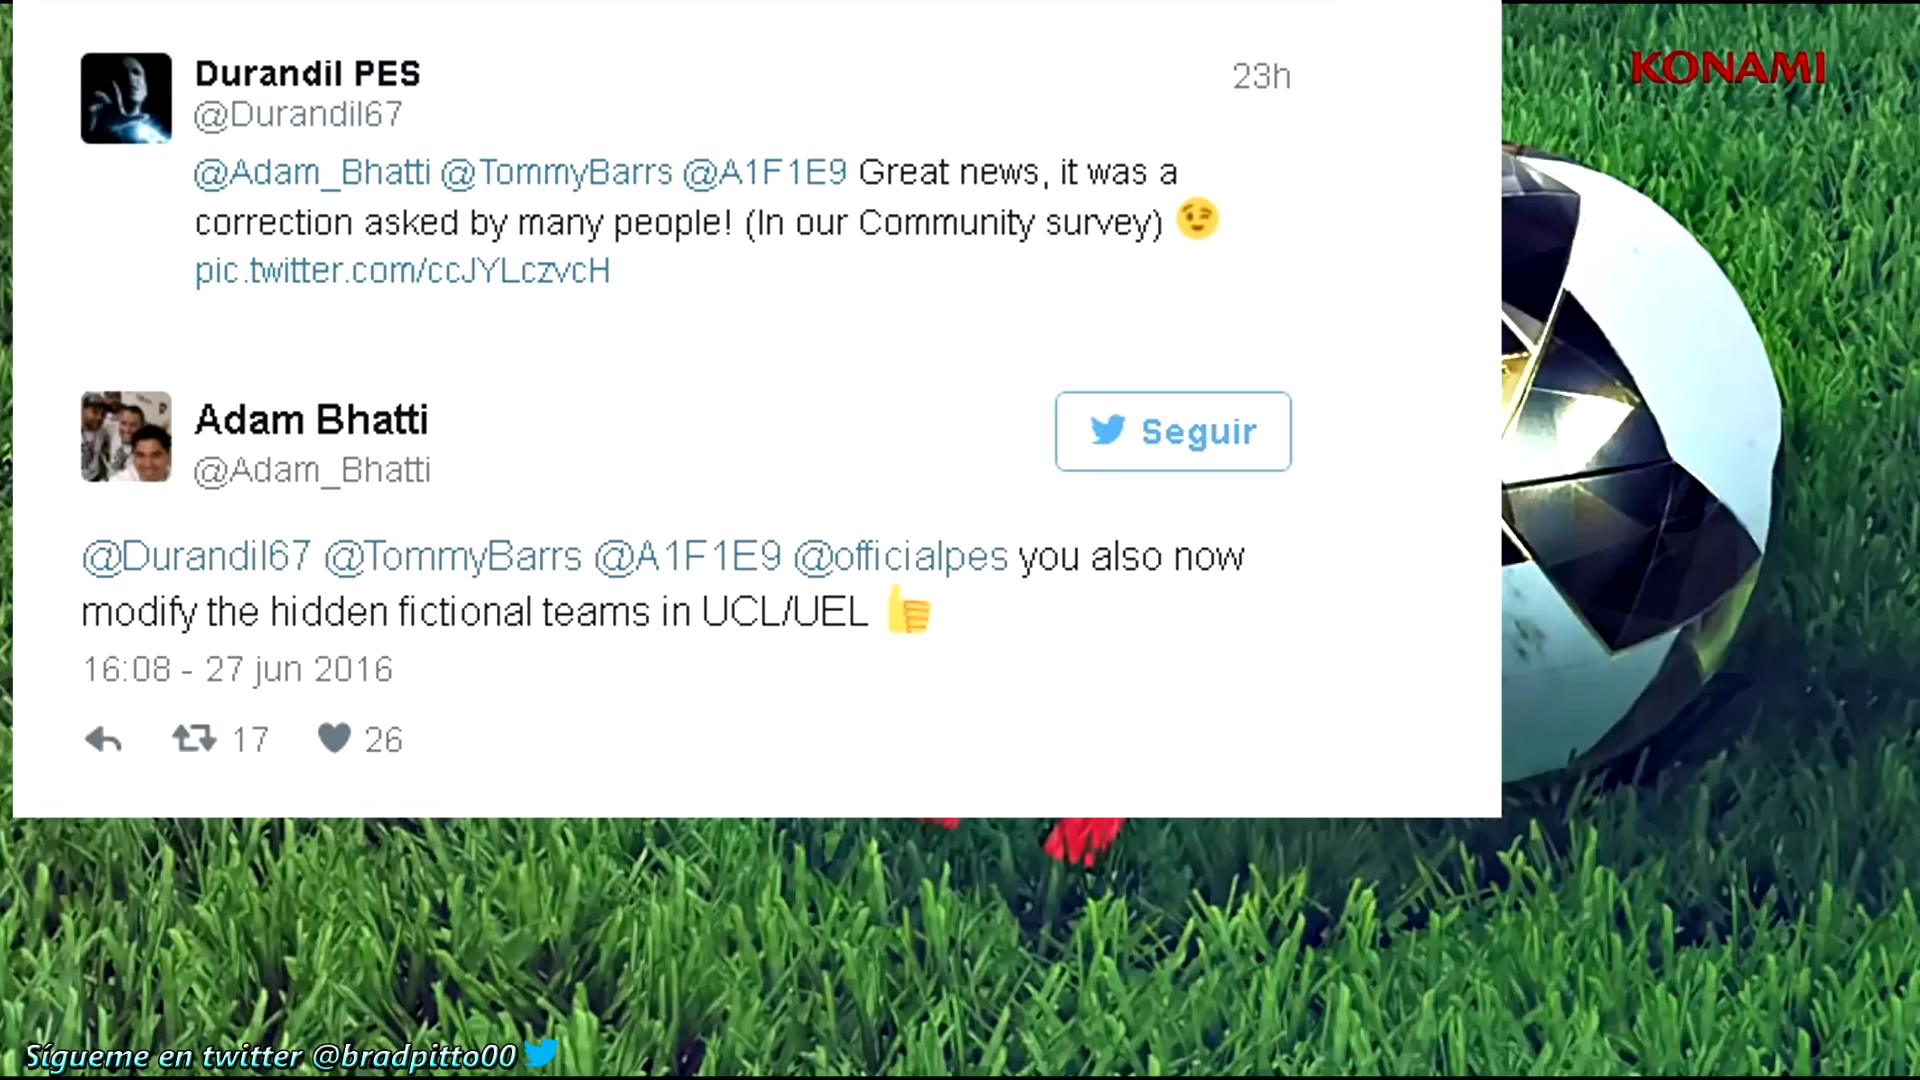 Durandil PES
23h
@Durandil67
@Adam_Bhatti @TommyBarrs @A1F1E9 Great news, it was a
correction asked by many people! (In our Community survey) 😉
pic.twitter.com/ccJYLczvcH
Adam Bhatti
@Adam_Bhatti
Seguir
@Durandil67 @TommyBarrs @A1F1E9 @officialpes you also now
modify the hidden fictional teams in UCL/UEL 👍
16:08 - 27 jun 2016
17 26
KONAMI
Sígueme en twitter @bradpitto00